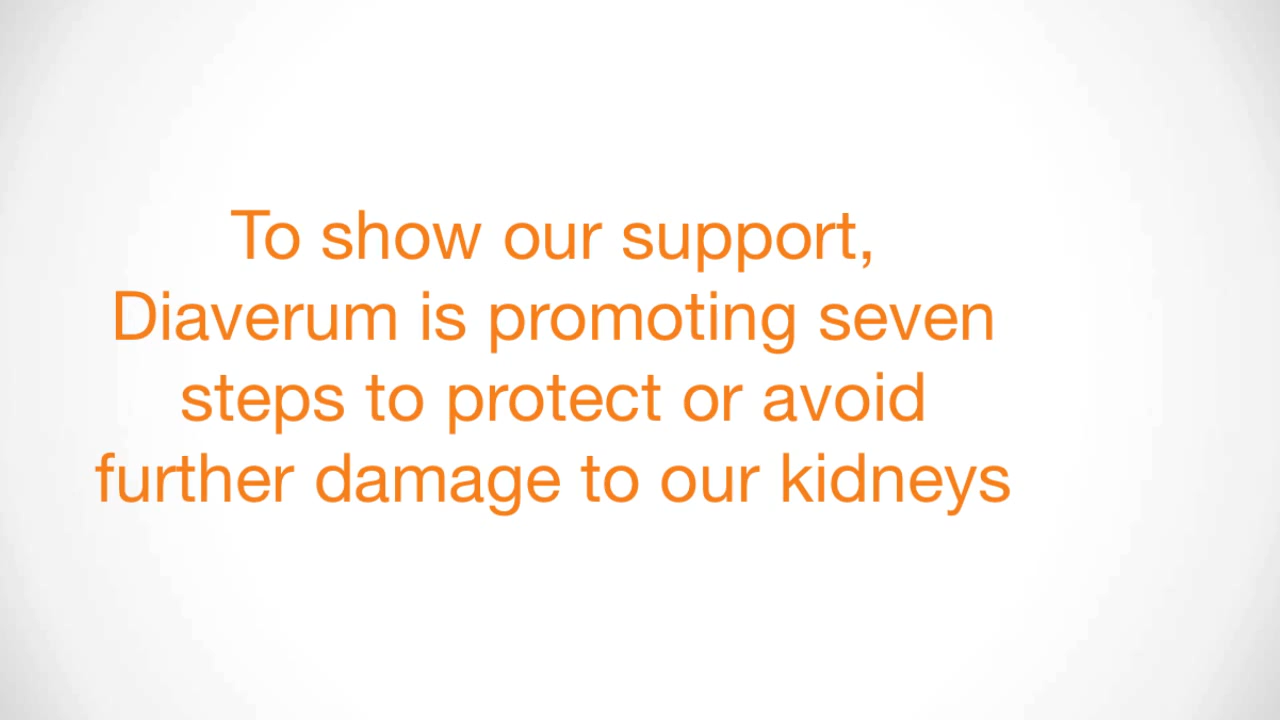 To show our support,
Diaverum is promoting seven
steps to protect or avoid
further damage to our kidneys